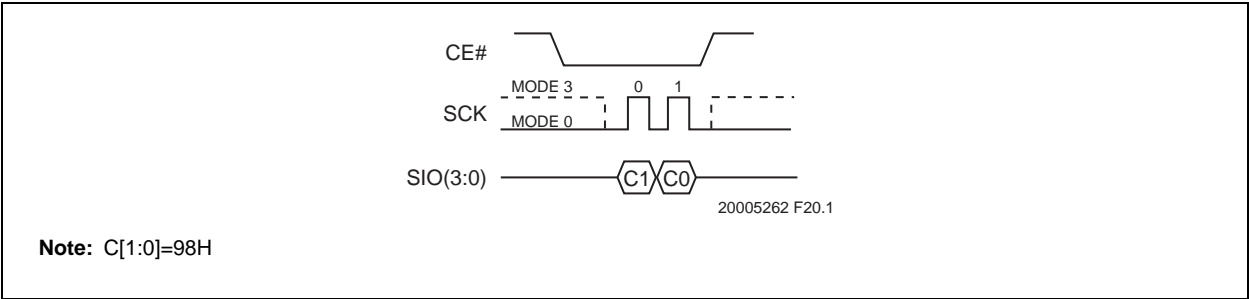 CE#
MODE 3 0 1
SCK
MODE 0
SIO(3:0) C1 C0
20005262 F20.1
Note: C[1:0]=98H